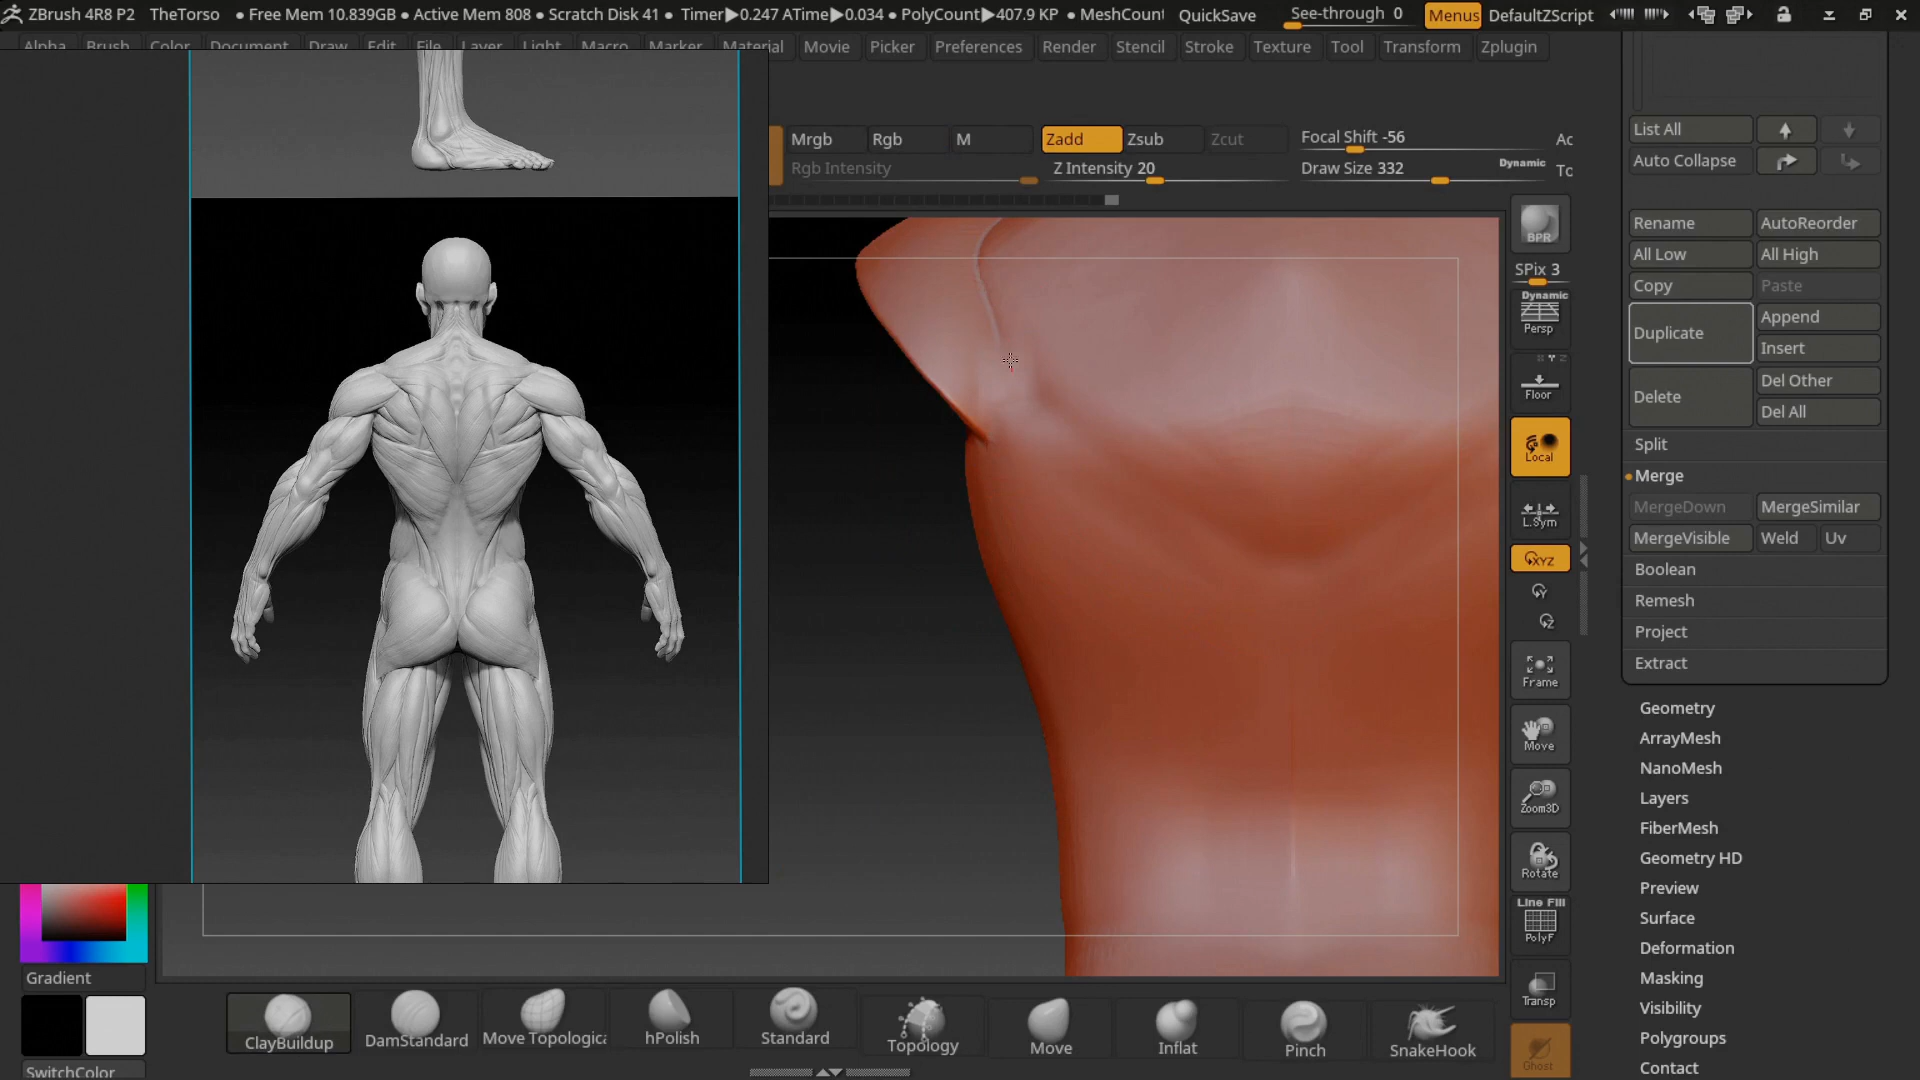 ZBrush 4R8 P2 TheTorso ● Free Mem 10.839GB ● Active Mem 808 ● Scratch Disk 41 ● Timer▶0.247 ATime▶0.034 ● PolyCount▶407.9 KP ● MeshCount QuickSave See-through 0 Menus DefaultZScript
Alpha Brush Color Document Draw Edit File Layer Light Macro Marker Material Movie Picker Preferences Render Stencil Stroke Texture Tool Transform Zplugin
Mrgb Rgb M Zadd Zsub Zcut Focal Shift -56 Ac
Rgb Intensity Z Intensity 20 Draw Size 332 Dynamic To
BPR
SPix 3
Dynamic
Persp
Floor
Local
L.Sym
XYZ
Y
Z
Frame
Move
Zoom3D
Rotate
Line Fill
PolyF
Transp
Ghost
List All
Auto Collapse
Rename AutoReorder
All Low All High
Copy Paste
Duplicate Append
Insert
Delete Del Other
Del All
Split
Merge
MergeDown MergeSimilar
MergeVisible Weld Uv
Boolean
Remesh
Project
Extract
Geometry
ArrayMesh
NanoMesh
Layers
FiberMesh
Geometry HD
Preview
Surface
Deformation
Masking
Visibility
Polygroups
Contact
Gradient
SwitchColor
ClayBuildup DamStandard Move Topologica hPolish Standard Topology Move Inflat Pinch SnakeHook